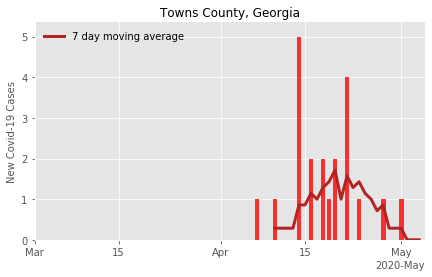 Towns County, Georgia
7 day moving average
New Covid-19 Cases
5
4
3
2
1
0
Mar 15 Apr 15 May
2020-May